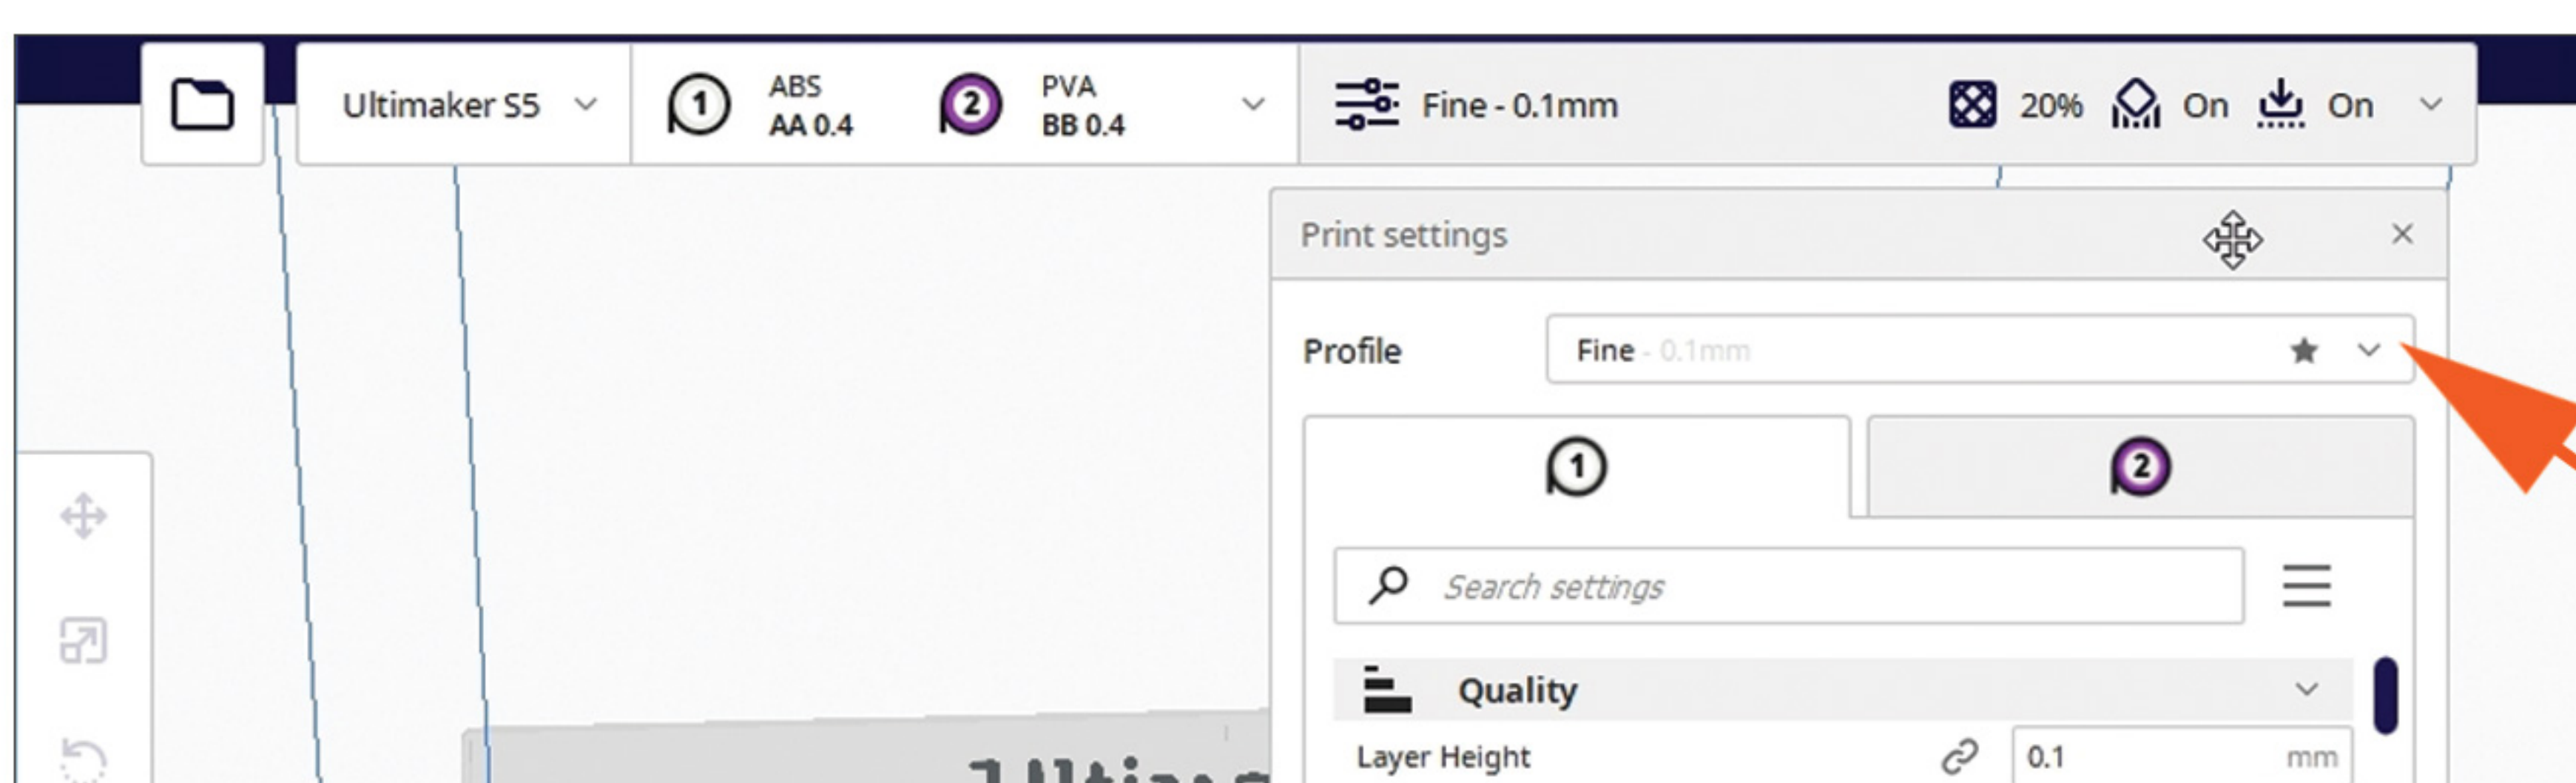 Ultimaker S5
1
ABS
AA 0.4
2
PVA
BB 0.4
Fine - 0.1mm
20%
On
On
Print settings
Profile
Fine - 0.1mm
1
2
Search settings
Quality
Layer Height
0.1
mm